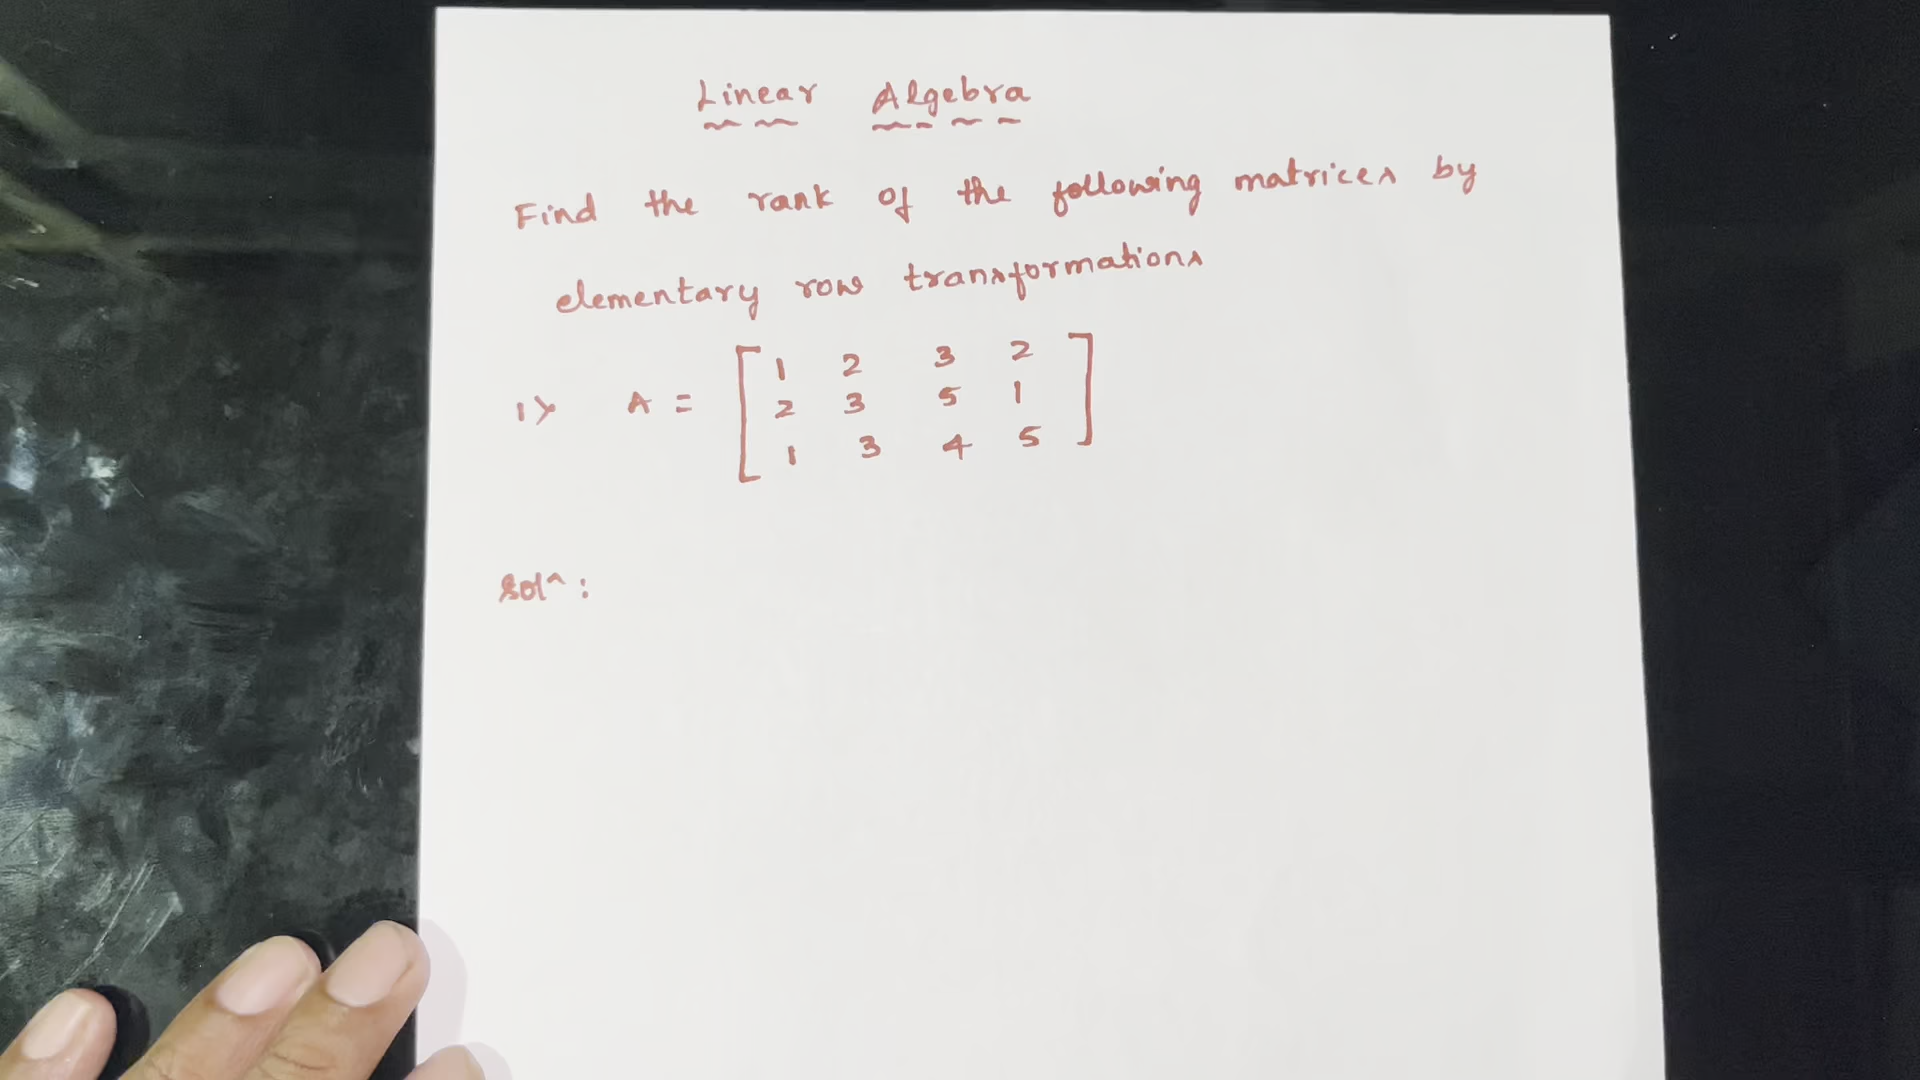 Linear Algebra
Find the rank of the following matrices by
elementary row transformations
1) A = [ 1 2 3 2
2 3 5 1
1 3 4 5 ]
Solⁿ :